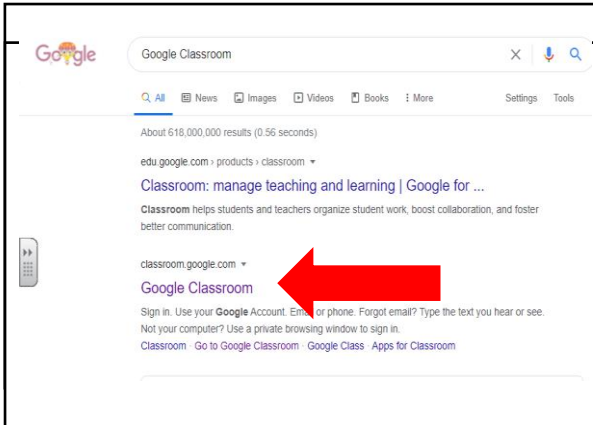 Google
Google Classroom
All News Images Videos Books More Settings Tools
About 618,000,000 results (0.56 seconds)
edu.google.com › products › classroom
Classroom: manage teaching and learning | Google for ...
Classroom helps students and teachers organize student work, boost collaboration, and foster
better communication.
classroom.google.com
Google Classroom
Sign in. Use your Google Account. Email or phone. Forgot email? Type the text you hear or see.
Not your computer? Use a private browsing window to sign in.
Classroom · Go to Google Classroom · Google Class · Apps for Classroom